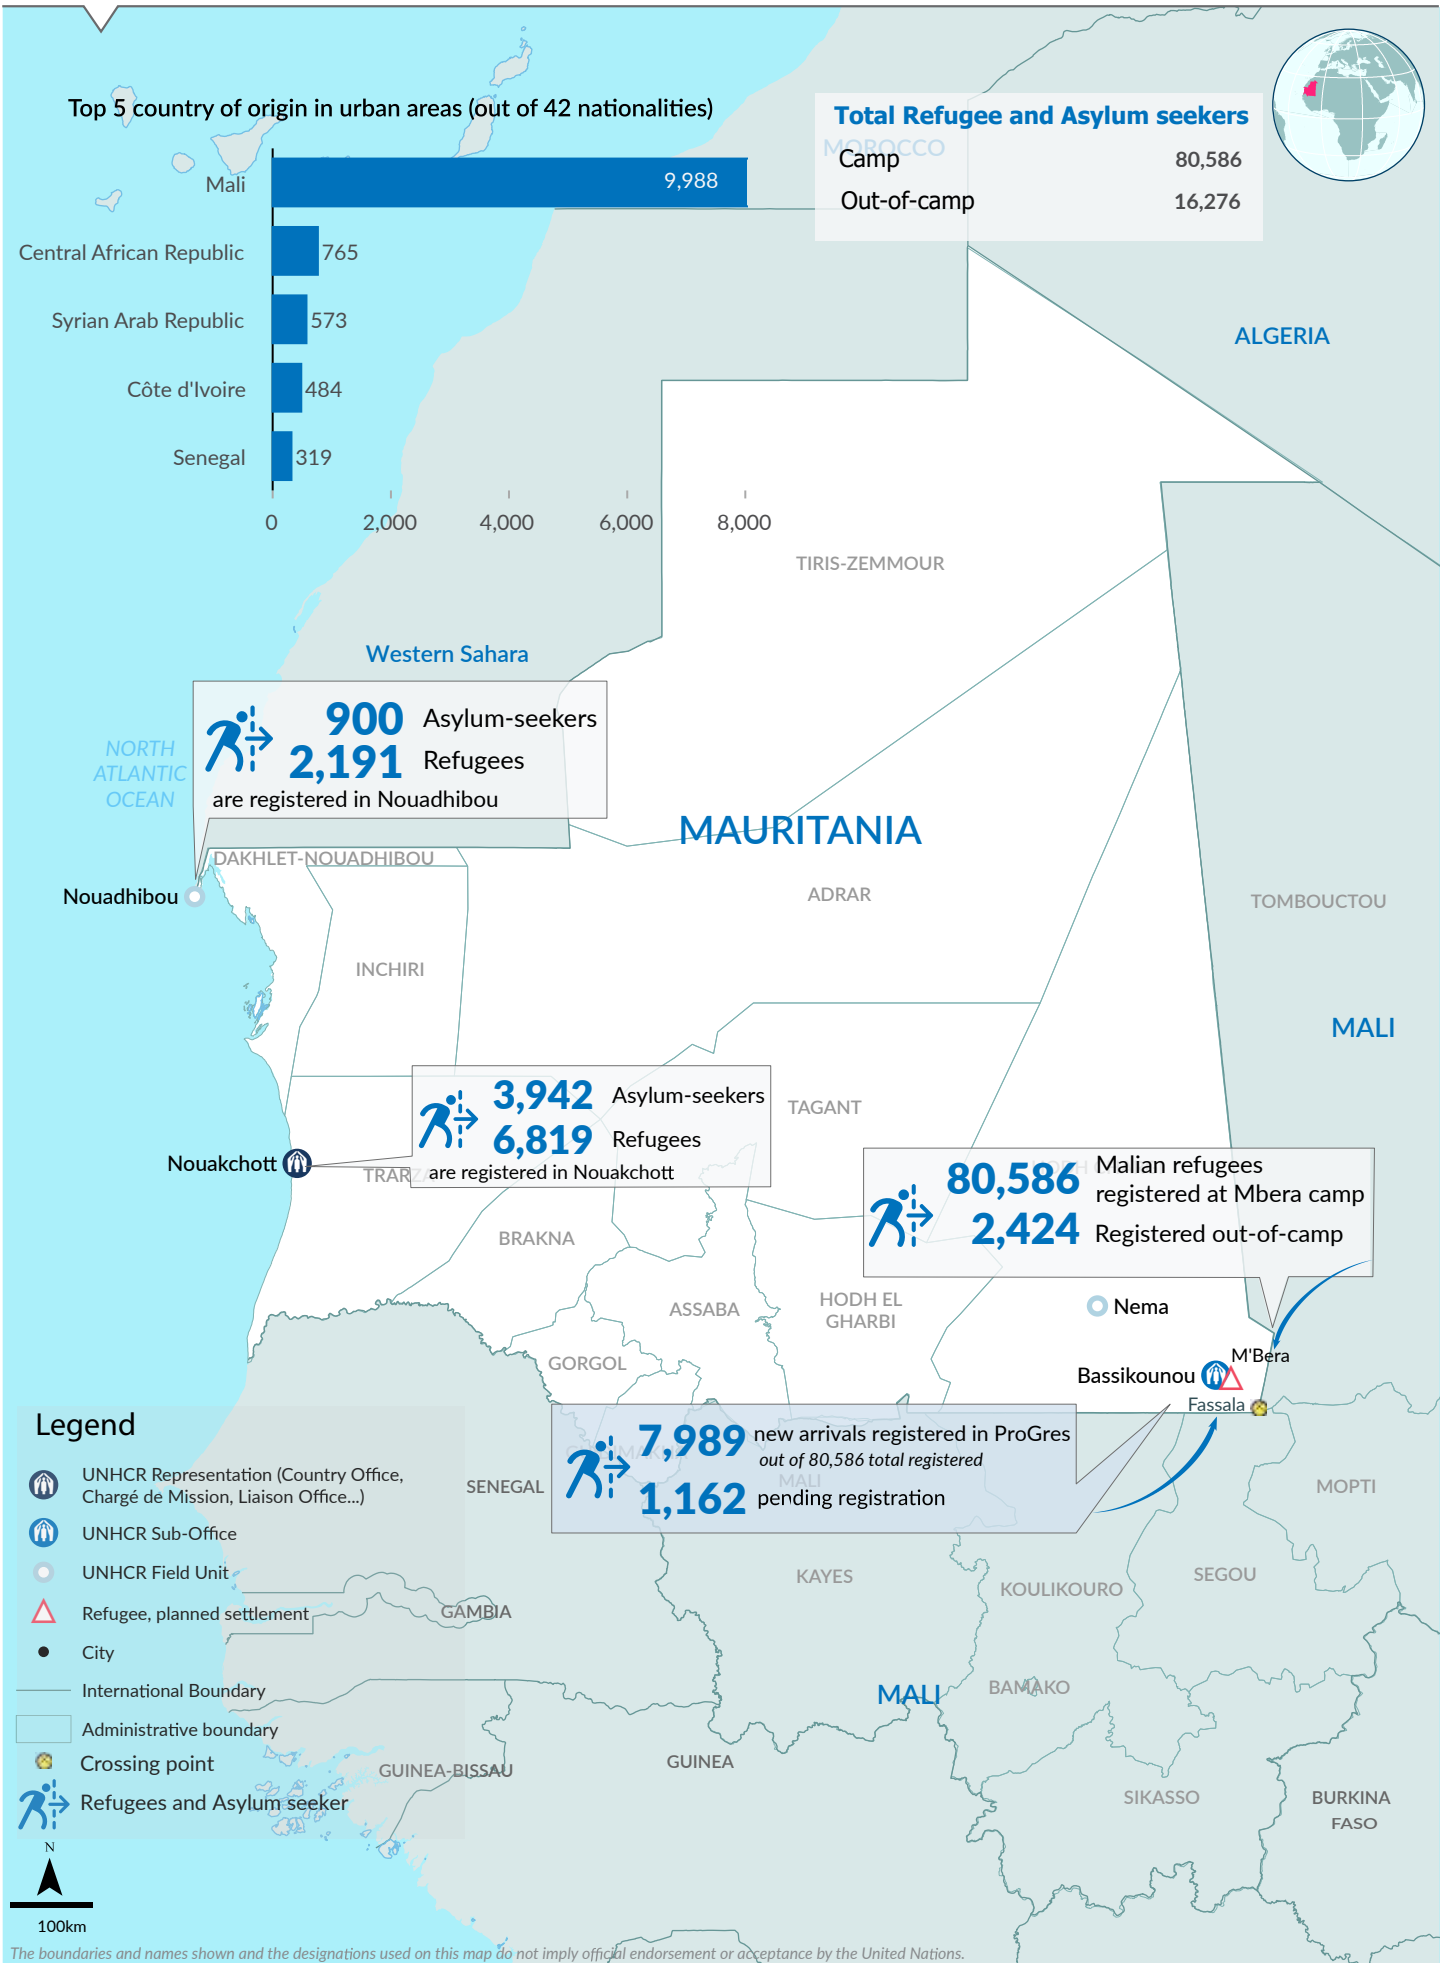 Top 5 country of origin in urban areas (out of 42 nationalities)
Mali
9,988
Central African Republic
765
Syrian Arab Republic
573
Côte d'Ivoire
484
Senegal
319
0
2,000
4,000
6,000
8,000
Total Refugee and Asylum seekers
MOROCCO
Camp 80,586
Out-of-camp 16,276
ALGERIA
TIRIS-ZEMMOUR
Western Sahara
900 Asylum-seekers
2,191 Refugees
are registered in Nouadhibou
NORTH
ATLANTIC
OCEAN
MAURITANIA
DAKHLET-NOUADHIBOU
Nouadhibou
ADRAR
TOMBOUCTOU
INCHIRI
MALI
3,942 Asylum-seekers
6,819 Refugees
are registered in Nouakchott
TAGANT
Nouakchott
TRARZA
80,586 Malian refugees
registered at Mbera camp
2,424 Registered out-of-camp
BRAKNA
ASSABA
HODH EL
GHARBI
Nema
GORGOL
M'Bera
Bassikounou
Fassala
7,989 new arrivals registered in ProGres
out of 80,586 total registered
MALI
1,162 pending registration
SENEGAL
MOPTI
KAYES
KOULIKOURO
SEGOU
GAMBIA
MALI
BAMAKO
GUINEA-BISSAU
GUINEA
SIKASSO
BURKINA
FASO
Legend
UNHCR Representation (Country Office,
Chargé de Mission, Liaison Office...)
UNHCR Sub-Office
UNHCR Field Unit
Refugee, planned settlement
City
International Boundary
Administrative boundary
Crossing point
Refugees and Asylum seeker
N
100km
The boundaries and names shown and the designations used on this map do not imply official endorsement or acceptance by the United Nations.